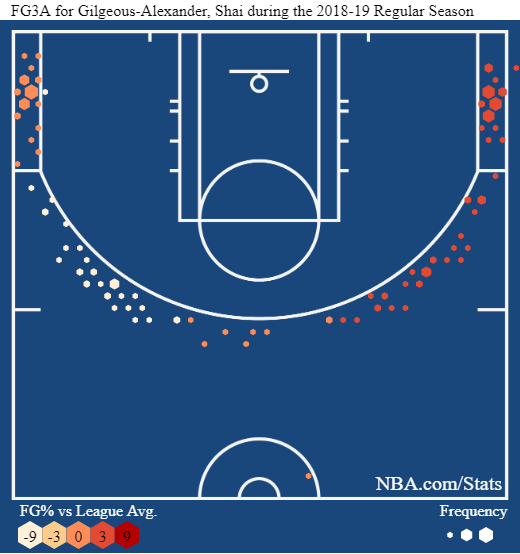 FG3A for Gilgeous-Alexander, Shai during the 2018-19 Regular Season
NBA.com/Stats
FG% vs League Avg.
Frequency
-9 -3 0 3 9